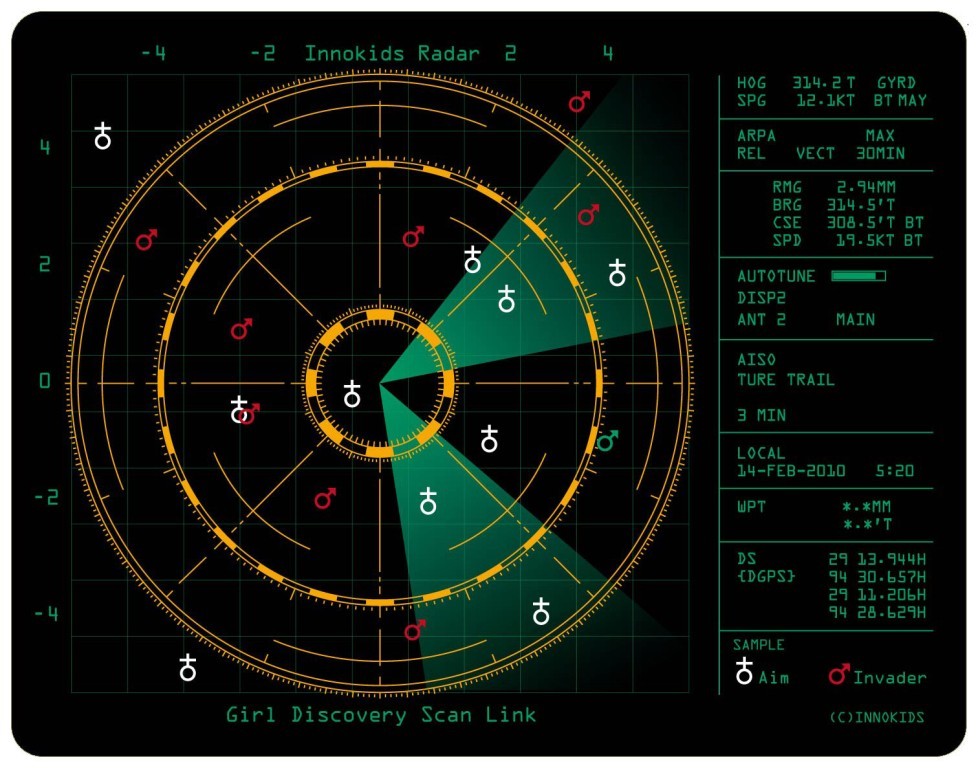 -4 -2 Innokids Radar 2 4
4
2
0
-2
-4
Girl Discovery Scan Link
HOG 314.2T GYRD
SPG 12.1KT BT MAY
ARPA MAX
REL VECT 30MIN
RMG 2.94MM
BRG 314.5'T
CSE 308.5'T BT
SPD 19.5KT BT
AUTOTUNE
DISP2
ANT 2 MAIN
AISO
TURE TRAIL
3 MIN
LOCAL
14-FEB-2010 5:20
WPT *.*MM
*.*'T
DS 29 13.944H
{DGPS} 94 30.657H
29 11.206H
94 28.629H
SAMPLE
Aim Invader
(C)INNOKIDS